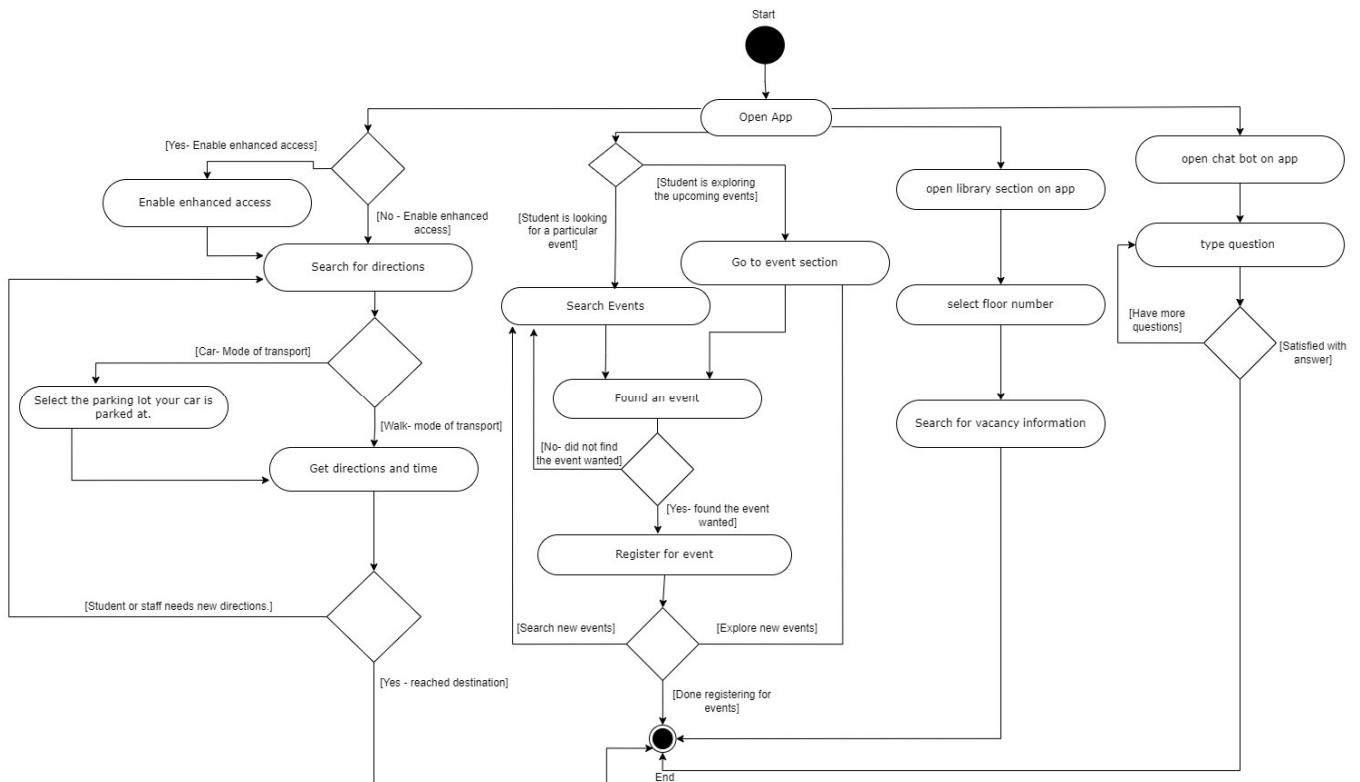 Start
Open App
[Yes- Enable enhanced access]
Enable enhanced access
[No - Enable enhanced
access]
Search for directions
[Car- Mode of transport]
Select the parking lot your car is
parked at.
[Walk- mode of transport]
Get directions and time
[Student or staff needs new directions.]
[Yes - reached destination]
[Student is exploring
the upcoming events]
[Student is looking
for a particular
event]
Go to event section
Search Events
Found an event
[No- did not find
the event wanted]
[Yes- found the event
wanted]
Register for event
[Search new events]
[Explore new events]
[Done registering for
events]
End
open library section on app
select floor number
Search for vacancy information
open chat bot on app
type question
[Have more
questions]
[Satisfied with
answer]